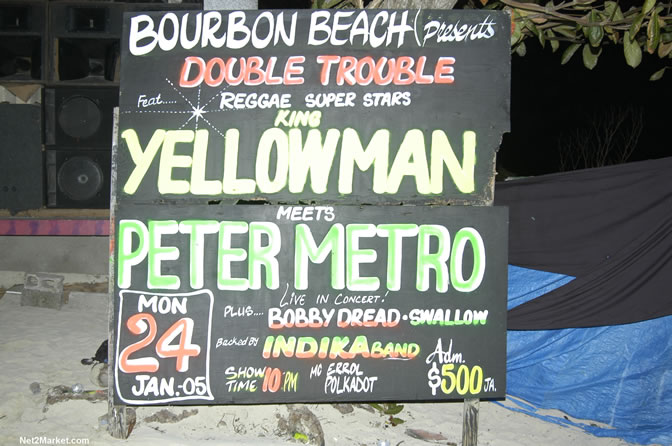 BOURBON BEACH (presents
DOUBLE TROUBLE
Feat..... REGGAE SUPER STARS
KING
YELLOWMAN
MEETS
PETER METRO
LIVE IN CONCERT!
PLUS.... BOBBY DREAD • SWALLOW
Backed By INDIKA BAND
MON
24
JAN.-05
SHOW TIME 10:PM
MC ERROL POLKADOT
Adm.
$500 JA.
Net2Market.com